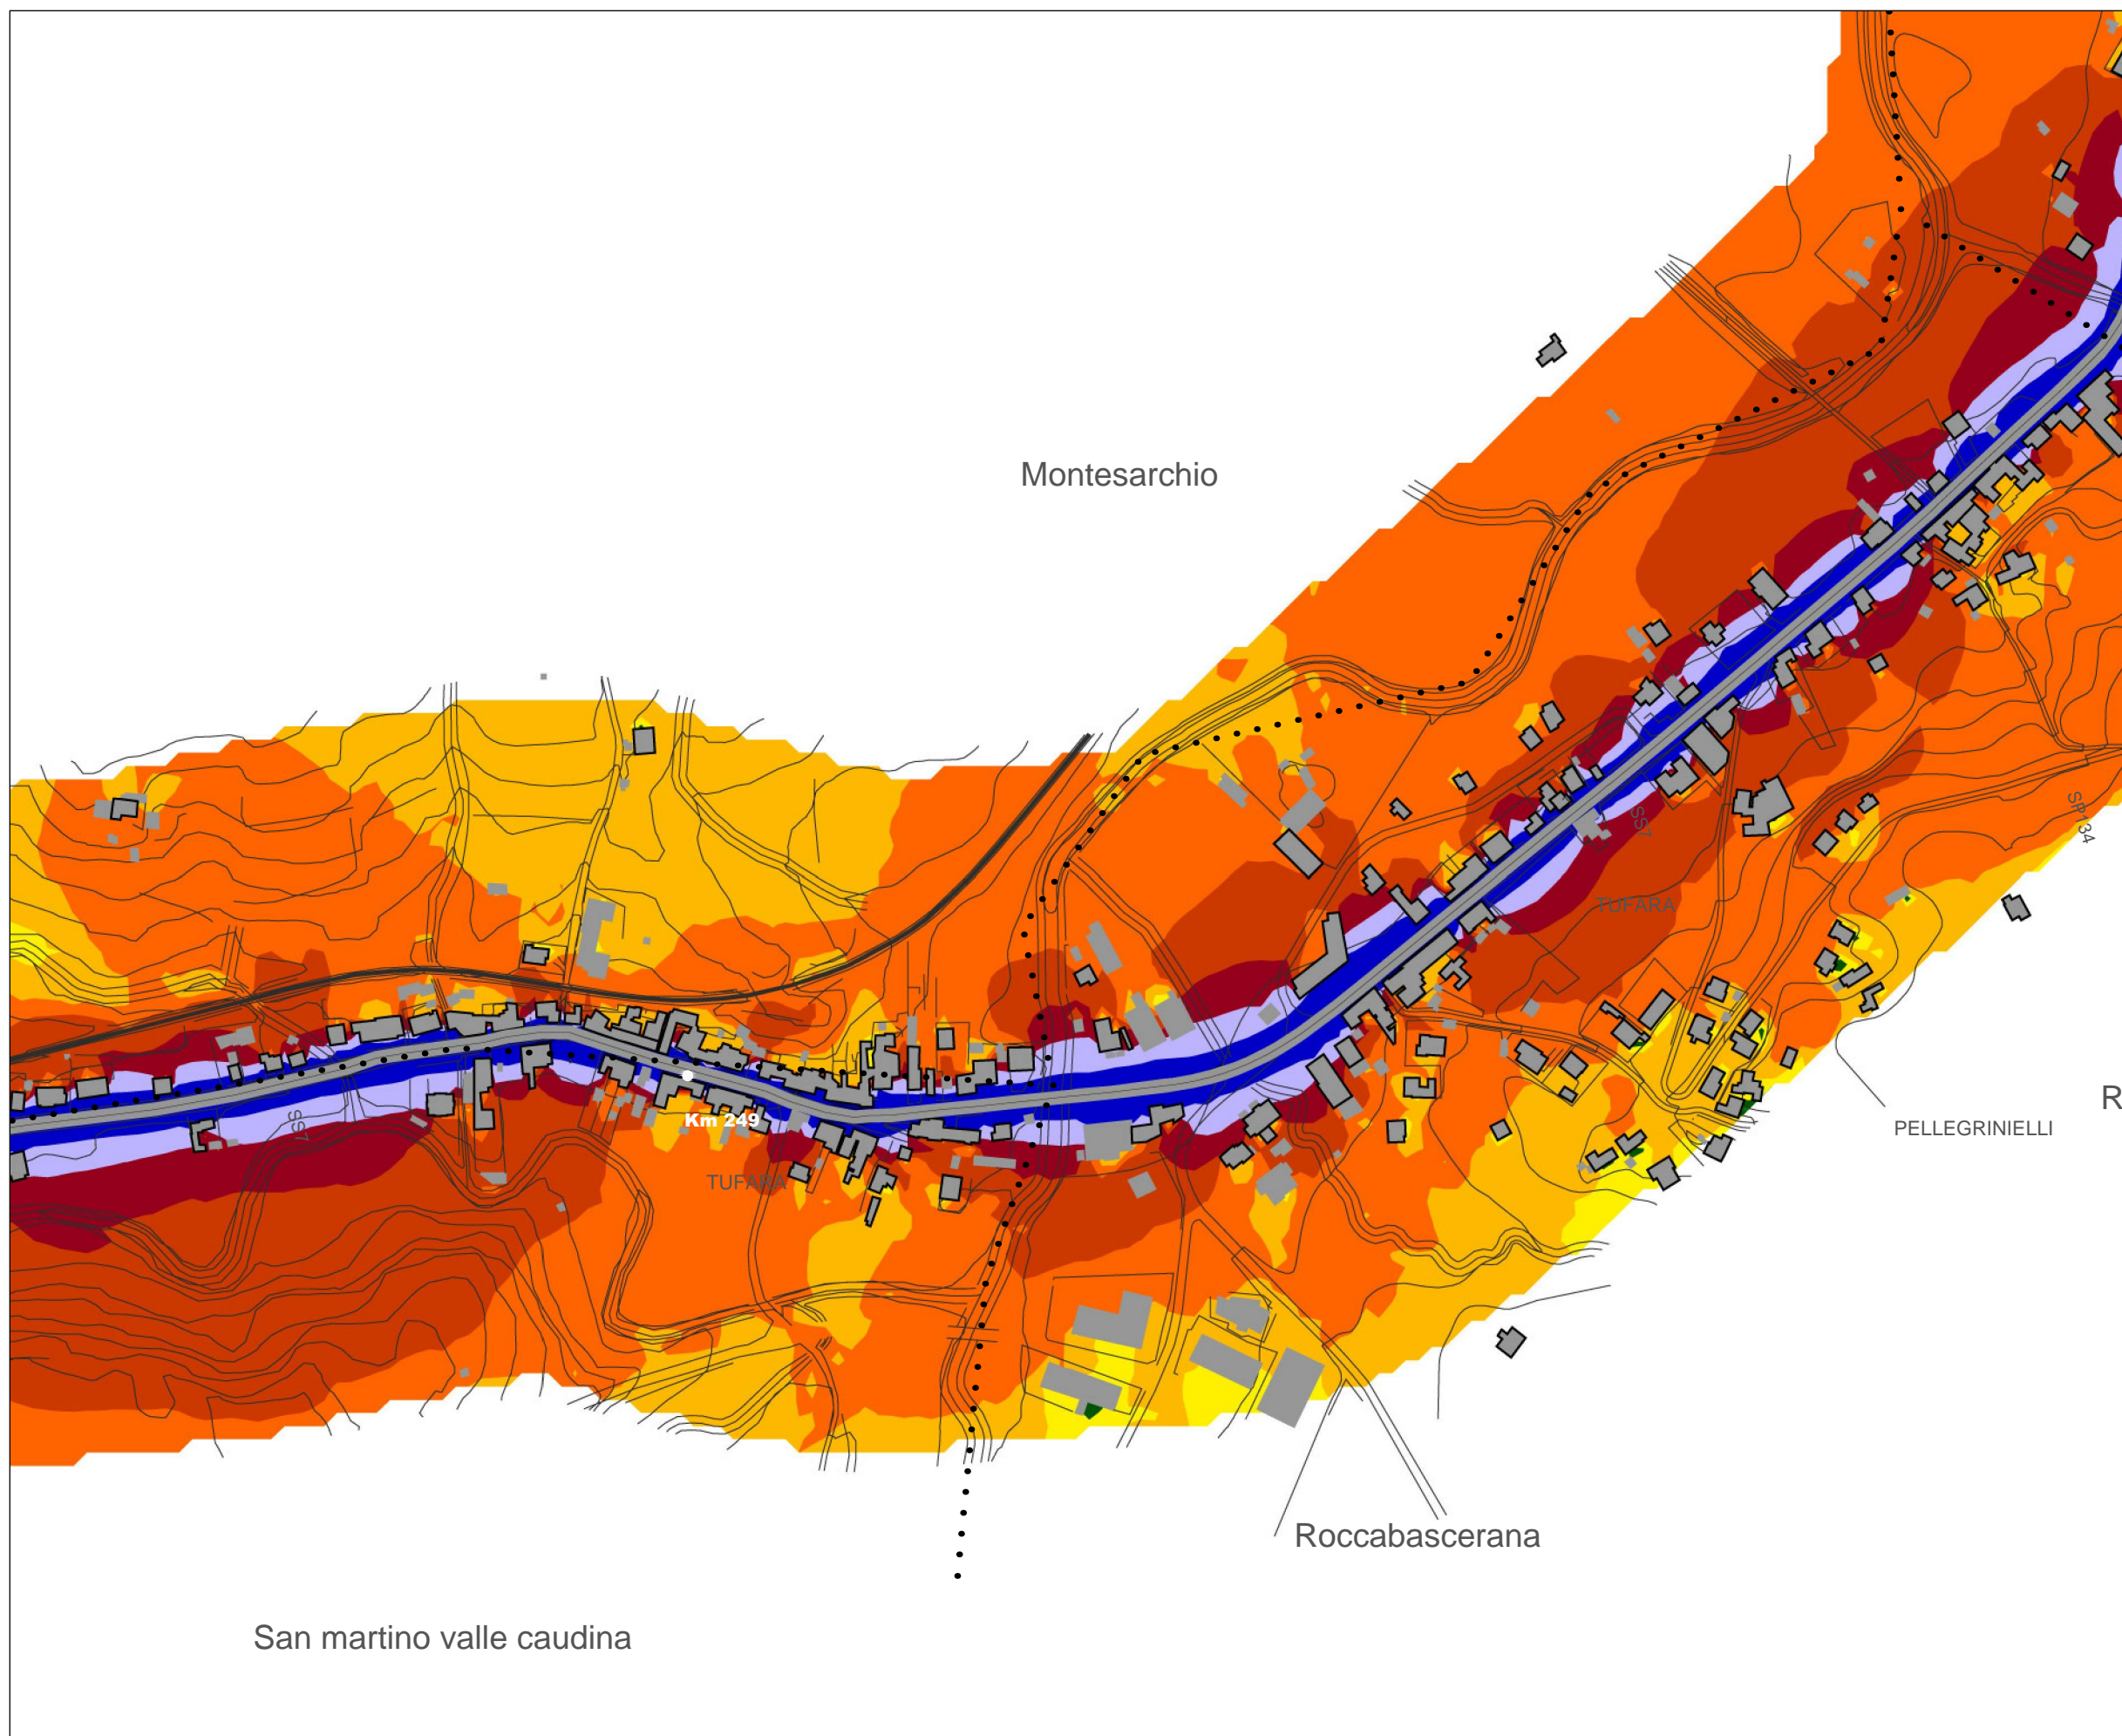 Montesarchio
SP134
SS7
TUFARA
R
Km 249
SS7
PELLEGRINIELLI
TUFARA
Roccabascerana
San martino valle caudina